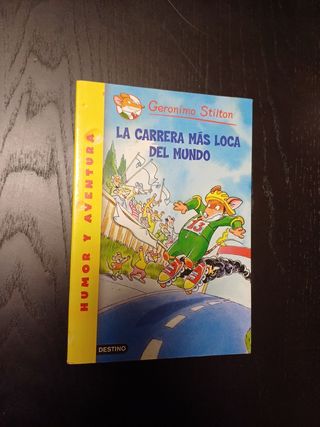 Geronimo Stilton
LA CARRERA MÁS LOCA
DEL MUNDO
HUMOR Y AVENTURA
DESTINO